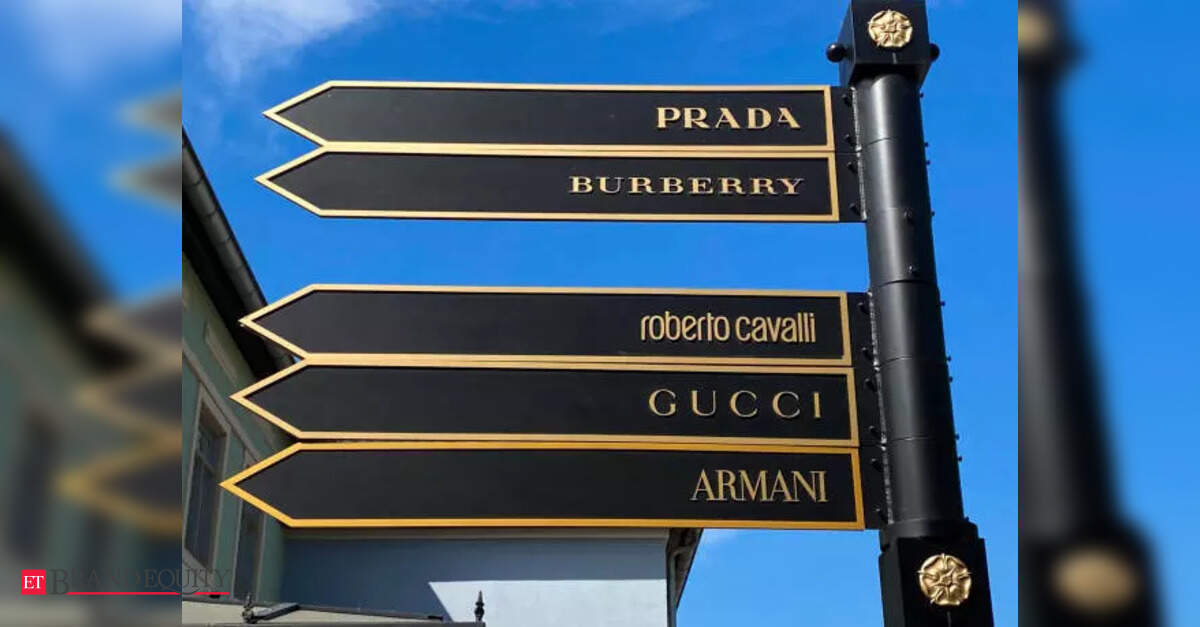 PRADA
BURBERRY
roberto cavalli
GUCCI
ARMANI
ET BRANDEQUITY